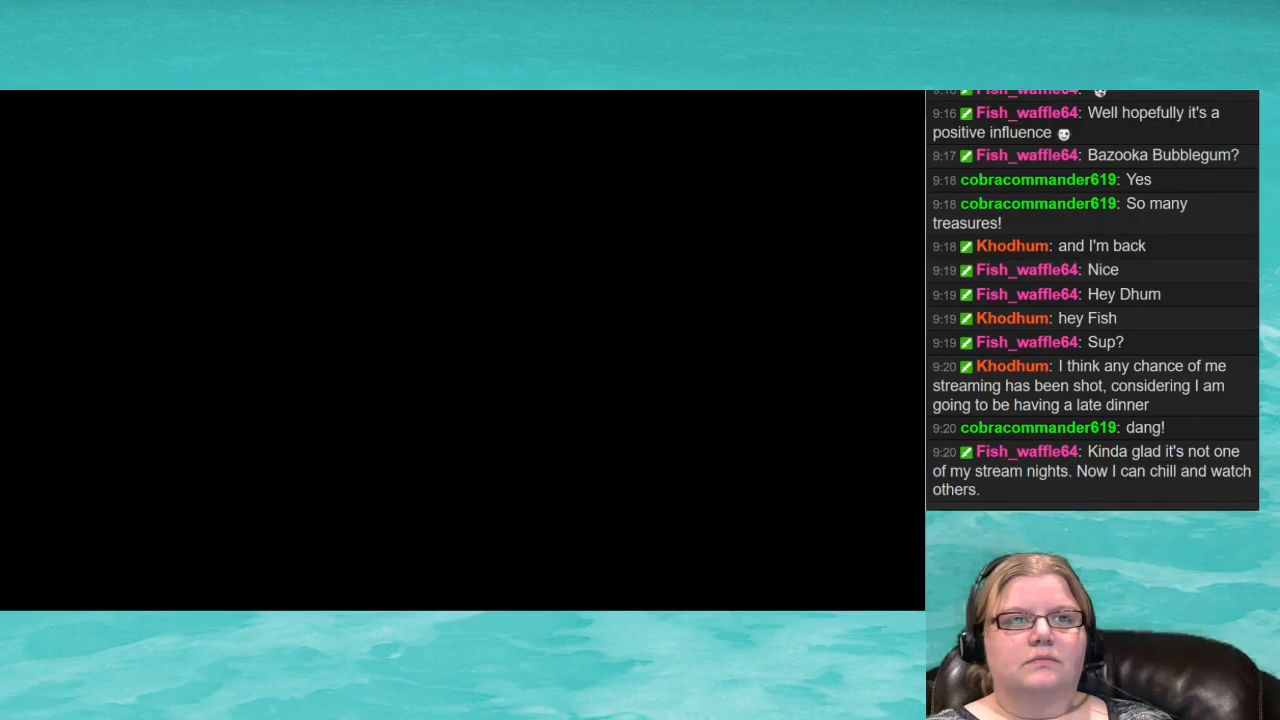 9:16 Fish_waffle64:
9:16 Fish_waffle64: Well hopefully it's a
positive influence
9:17 Fish_waffle64: Bazooka Bubblegum?
9:18 cobracommander619: Yes
9:18 cobracommander619: So many
treasures!
9:18 Khodhum: and I'm back
9:19 Fish_waffle64: Nice
9:19 Fish_waffle64: Hey Dhum
9:19 Khodhum: hey Fish
9:19 Fish_waffle64: Sup?
9:20 Khodhum: I think any chance of me
streaming has been shot, considering I am
going to be having a late dinner
9:20 cobracommander619: dang!
9:20 Fish_waffle64: Kinda glad it's not one
of my stream nights. Now I can chill and watch
others.